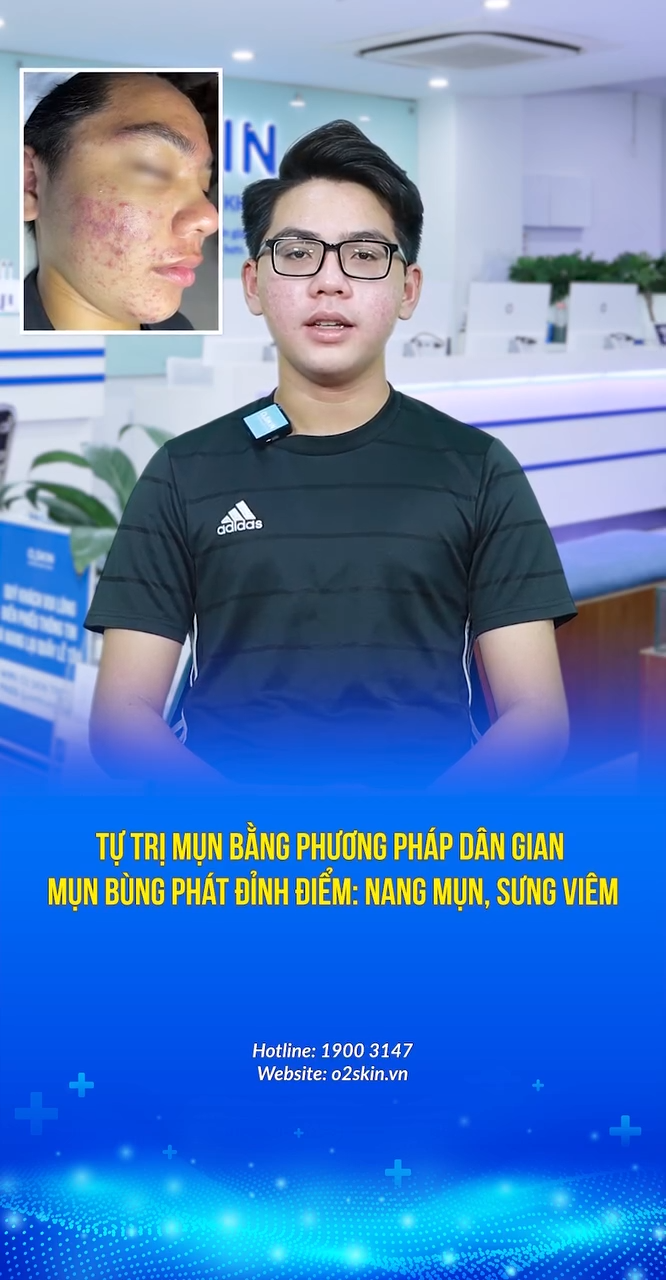 IN
adidas
TỰ TRỊ MỤN BẰNG PHƯƠNG PHÁP DÂN GIAN
MỤN BÙNG PHÁT ĐỈNH ĐIỂM: NANG MỤN, SƯNG VIÊM
Hotline: 1900 3147
Website: o2skin.vn